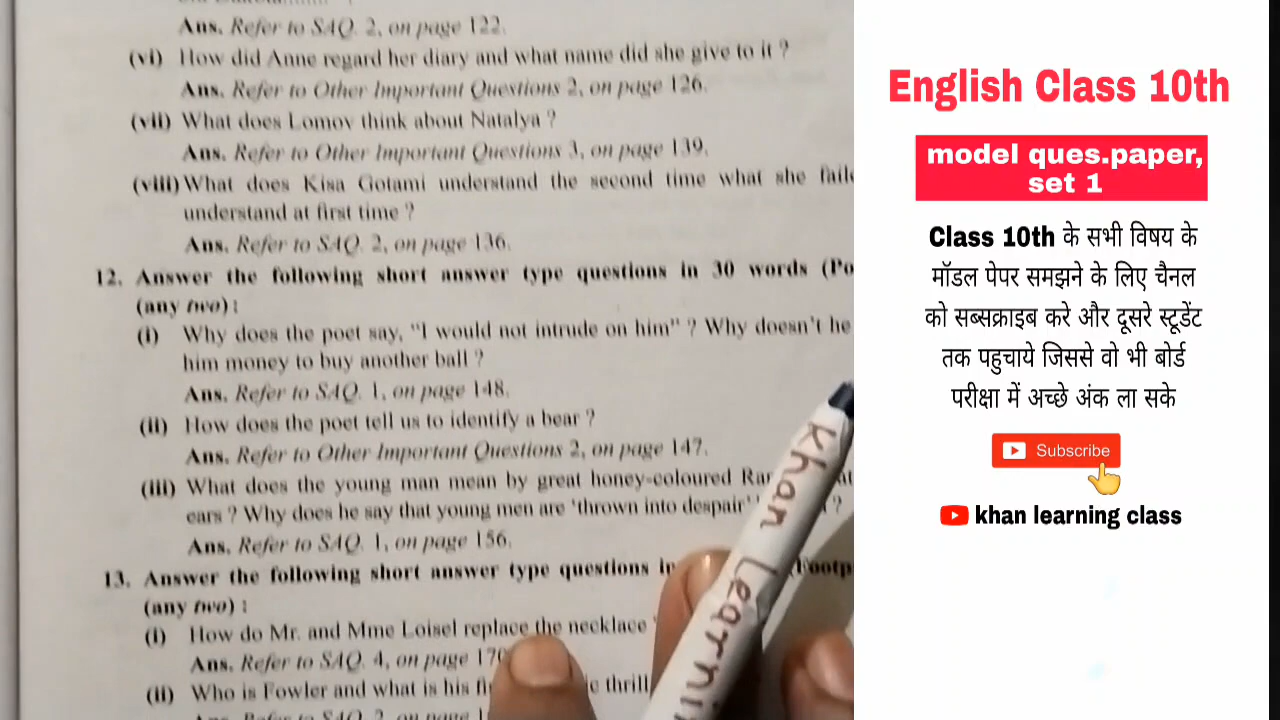 Ans. Refer to SAQ. 2, on page 122.
(vi) How did Anne regard her diary and what name did she give to it ?
Ans. Refer to Other Important Questions 2, on page 126.
(vii) What does Lomov think about Natalya ?
Ans. Refer to Other Important Questions 3, on page 139.
(viii) What does Kisa Gotami understand the second time what she faile
understand at first time ?
Ans. Refer to SAQ. 2, on page 136.
12. Answer the following short answer type questions in 30 words (Po
(any two) :
(i) Why does the poet say, "I would not intrude on him" ? Why doesn't he
him money to buy another ball ?
Ans. Refer to SAQ. 1, on page 148.
(ii) How does the poet tell us to identify a bear ?
Ans. Refer to Other Important Questions 2, on page 147.
(iii) What does the young man mean by great honey-coloured
ears ? Why does he say that young men are 'thrown into despair' ?
Ans. Refer to SAQ. 1, on page 156.
13. Answer the following short answer type questions in (Footp
(any two) :
(i) How do Mr. and Mme Loisel replace the necklace
Ans. Refer to SAQ. 4, on page 170
(ii) Who is Fowler and what is his thrill
Khan Learnin
English Class 10th
model ques.paper,
set 1
Class 10th के सभी विषय के
मॉडल पेपर समझने के लिए चैनल
को सब्सक्राइब करे और दूसरे स्टूडेंट
तक पहुचाये जिससे वो भी बोर्ड
परीक्षा में अच्छे अंक ला सके
Subscribe
khan learning class